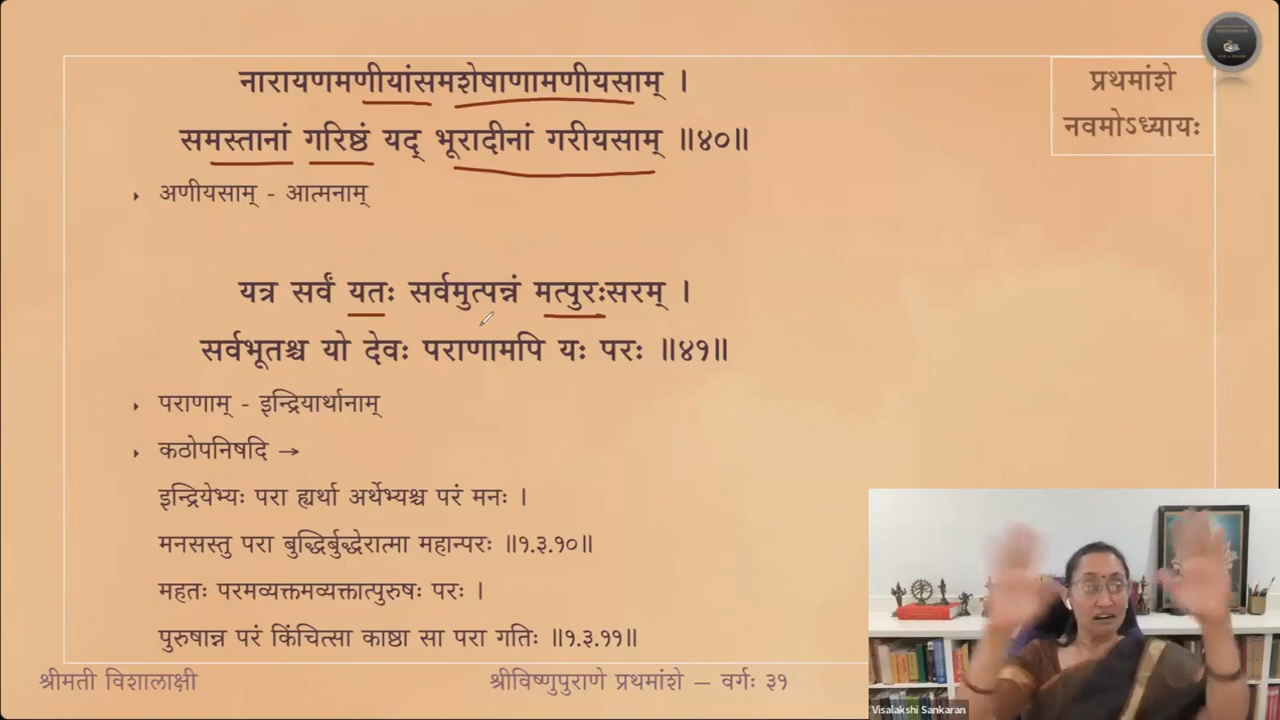 नारायणमणीयांसमशेषाणामणीयसाम् ।
समस्तानां गरिष्ठं यद् भूरादीनां गरीयसाम् ॥४०॥
अणीयसाम् - आत्मनाम्
यत्र सर्वं यतः सर्वमुत्पन्नं मत्पुरःसरम् ।
सर्वभूतश्च यो देवः पराणामपि यः परः ॥४१॥
पराणाम् - इन्द्रियार्थानाम्
कठोपनिषदि →
इन्द्रियेभ्यः परा ह्यर्था अर्थेभ्यश्च परं मनः ।
मनसस्तु परा बुद्धिर्बुद्धेरात्मा महान्परः ॥१.३.१०॥
महतः परमव्यक्तमव्यक्तात्पुरुषः परः ।
पुरुषान्न परं किंचित्सा काष्ठा सा परा गतिः ॥१.३.११॥
प्रथमांशे
नवमोऽध्यायः
श्रीमती विशालाक्षी
श्रीविष्णुपुराणे प्रथमांशे – वर्गः ३१
Visalakshi Sankaran